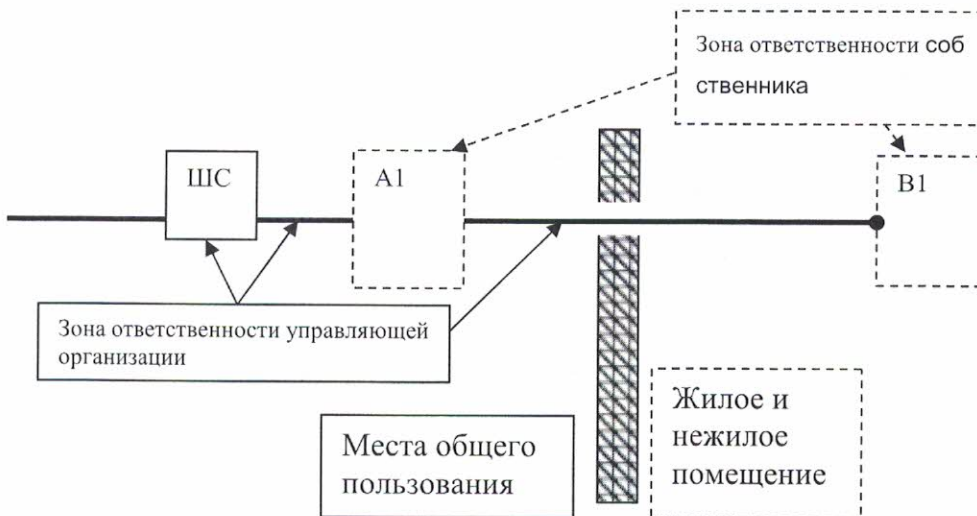 Зона ответственности соб
ственника
ШС
А1
В1
Зона ответственности управляющей
организации
Места общего
пользования
Жилое и
нежилое
помещение